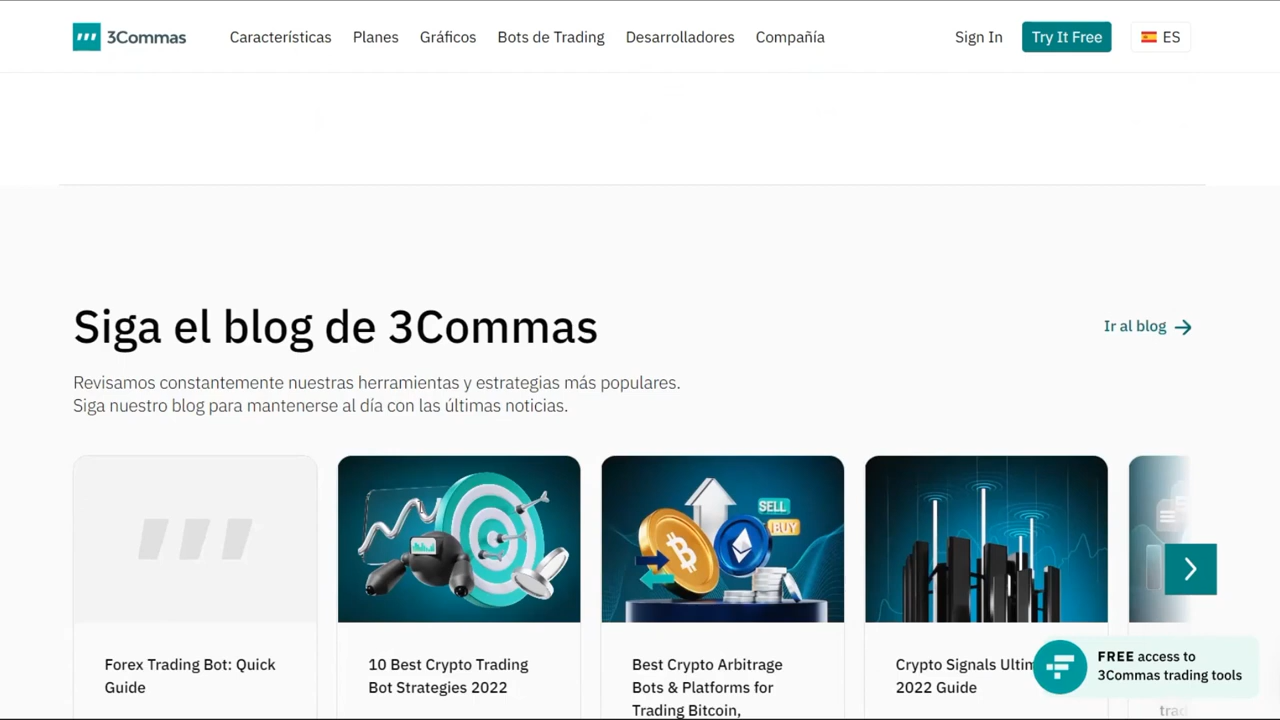 3Commas
Características
Planes
Gráficos
Bots de Trading
Desarrolladores
Compañía
Sign In
Try It Free
ES
Siga el blog de 3Commas
Ir al blog
Revisamos constantemente nuestras herramientas y estrategias más populares.
Siga nuestro blog para mantenerse al día con las últimas noticias.
SELL
BUY
Forex Trading Bot: Quick
Guide
10 Best Crypto Trading
Bot Strategies 2022
Best Crypto Arbitrage
Bots & Platforms for
Trading Bitcoin,
Crypto Signals
2022 Guide
FREE access to
3Commas trading tools